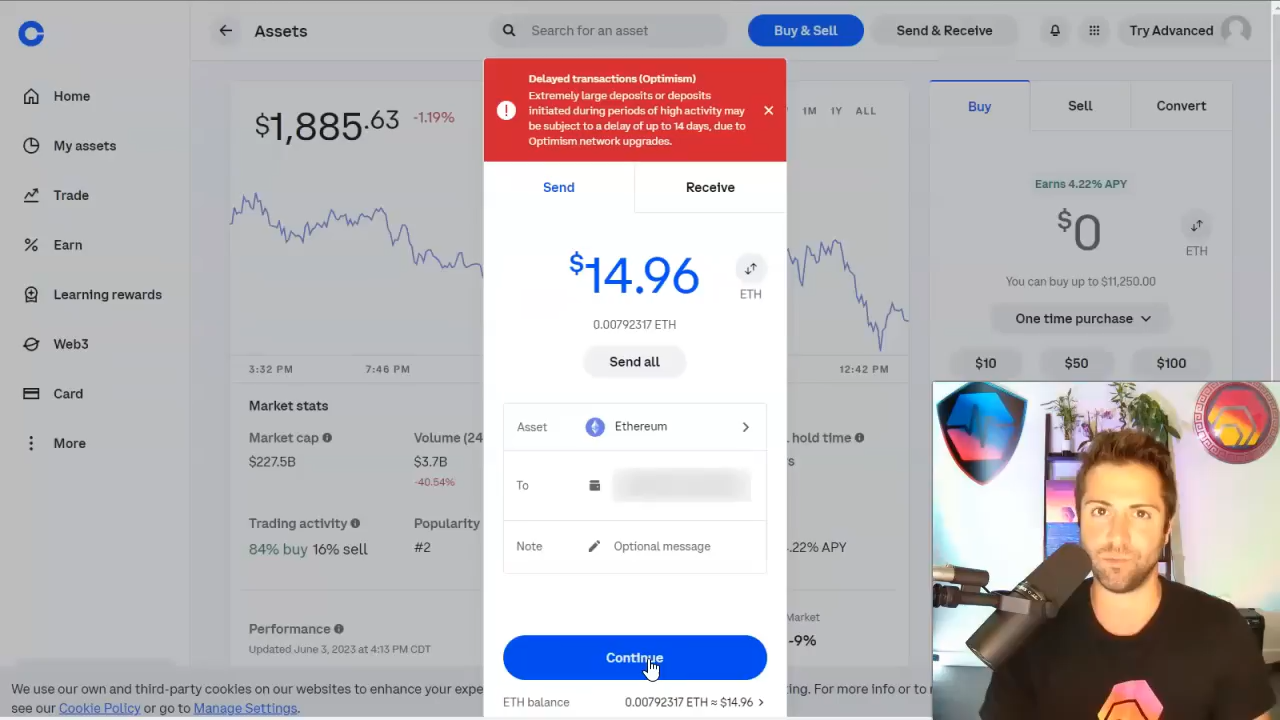 Assets
Search for an asset
Buy & Sell
Send & Receive
Try Advanced
Home
My assets
Trade
Earn
Learning rewards
Web3
Card
More
$1,885.63
-1.19%
1M 1Y ALL
3:32 PM
7:46 PM
12:42 PM
Market stats
Market cap
$227.5B
Volume (24
$3.7B
-40.54%
hold time
Trading activity
84% buy 16% sell
Popularity
#2
.22% APY
Performance
Updated June 3, 2023 at 4:13 PM CDT
Market
-9%
Delayed transactions (Optimism)
Extremely large deposits or deposits
initiated during periods of high activity may
be subject to a delay of up to 14 days, due to
Optimism network upgrades.
Send
Receive
$14.96
ETH
0.00792317 ETH
Send all
Asset
Ethereum
To
Note
Optional message
Continue
ETH balance
0.00792317 ETH ≈ $14.96
Buy
Sell
Convert
Earns 4.22% APY
$0
ETH
You can buy up to $11,250.00
One time purchase
$10
$50
$100
We use our own and third-party cookies on our websites to enhance your expe
zing. For more info or to
see our Cookie Policy or go to Manage Settings.